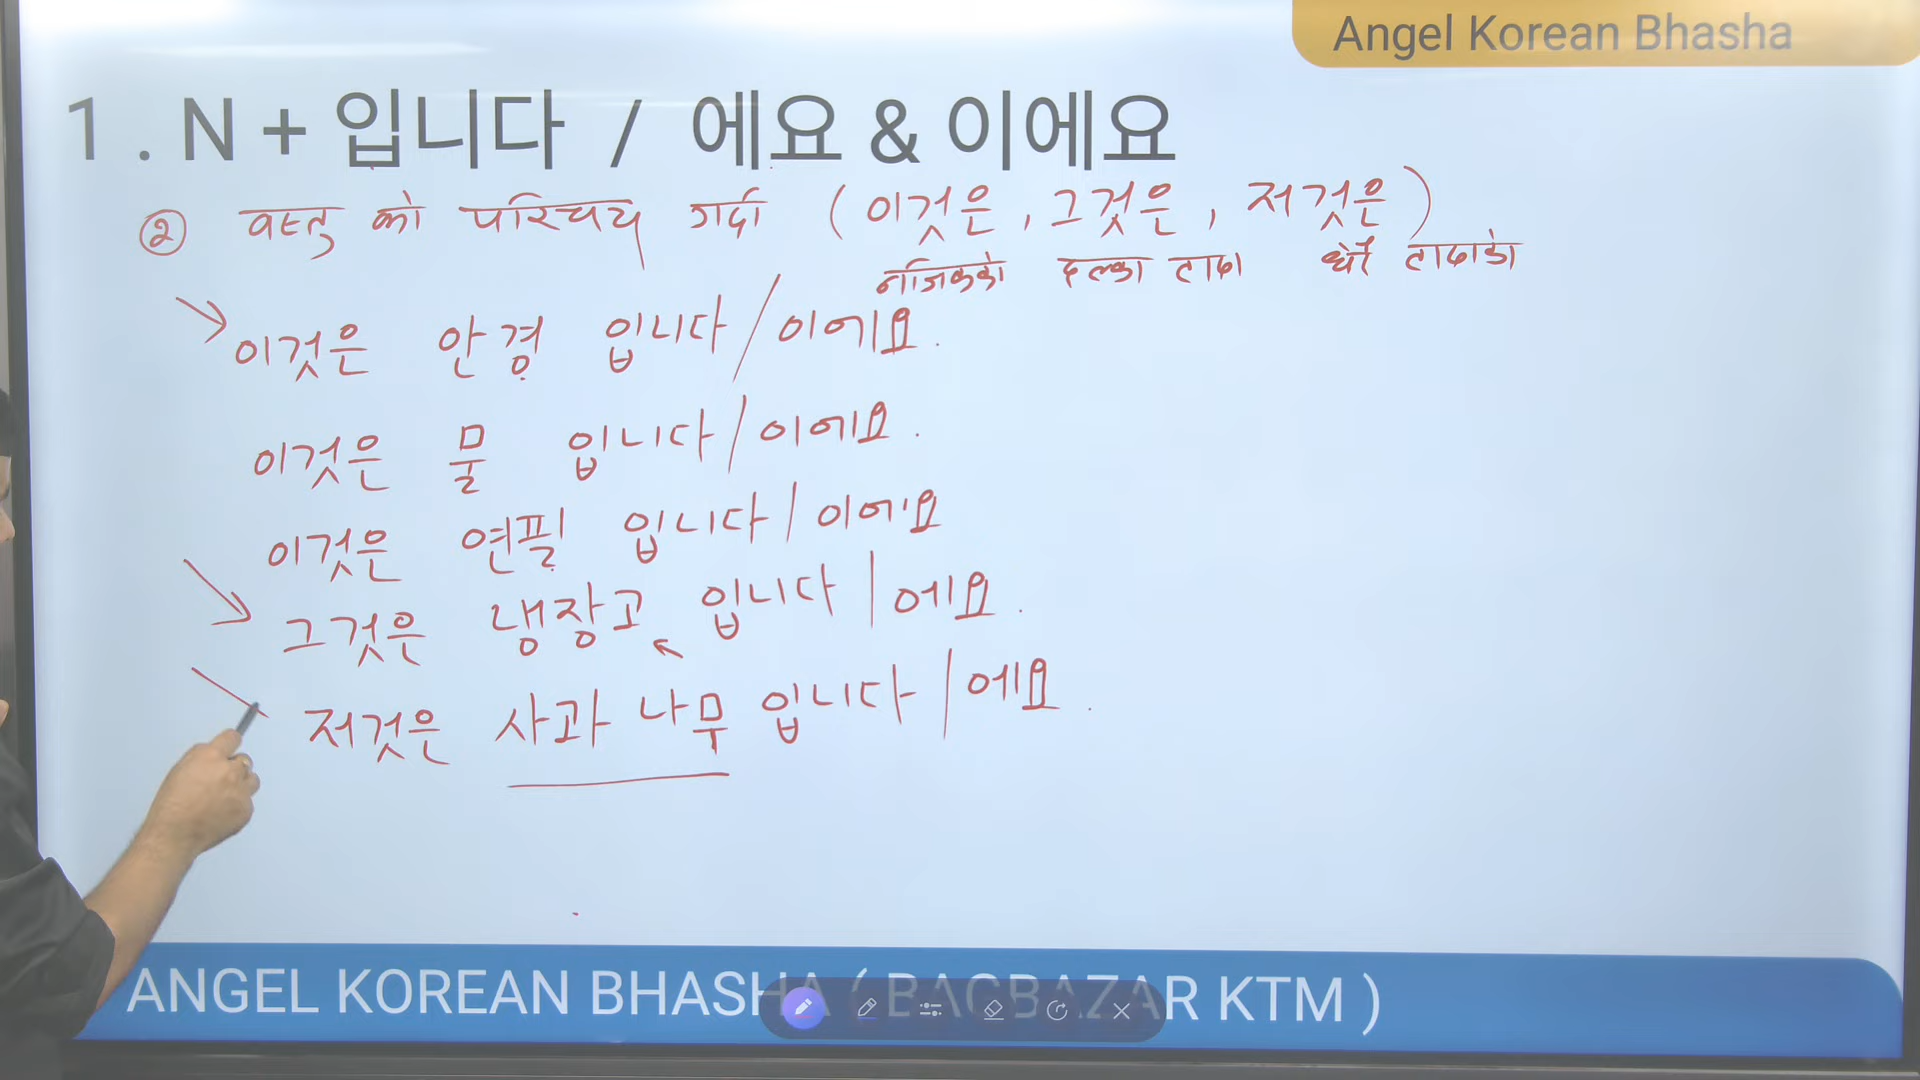 Angel Korean Bhasha
1 . N + 입니다 / 에요 & 이에요
② वस्तु को परिचय गर्दा ( 이것은 , 그것은 , 저것은 )
नजिकको हल्का टाढा धेरै टाढाको
이것은 안경 입니다 / 이에요 .
이것은 물 입니다 / 이에요 .
이것은 연필 입니다 / 이에요
그것은 냉장고 입니다 | 에요 .
저것은 사과 나무 입니다 | 에요 .
ANGEL KOREAN BHASHA ( BAGBAZAR KTM )